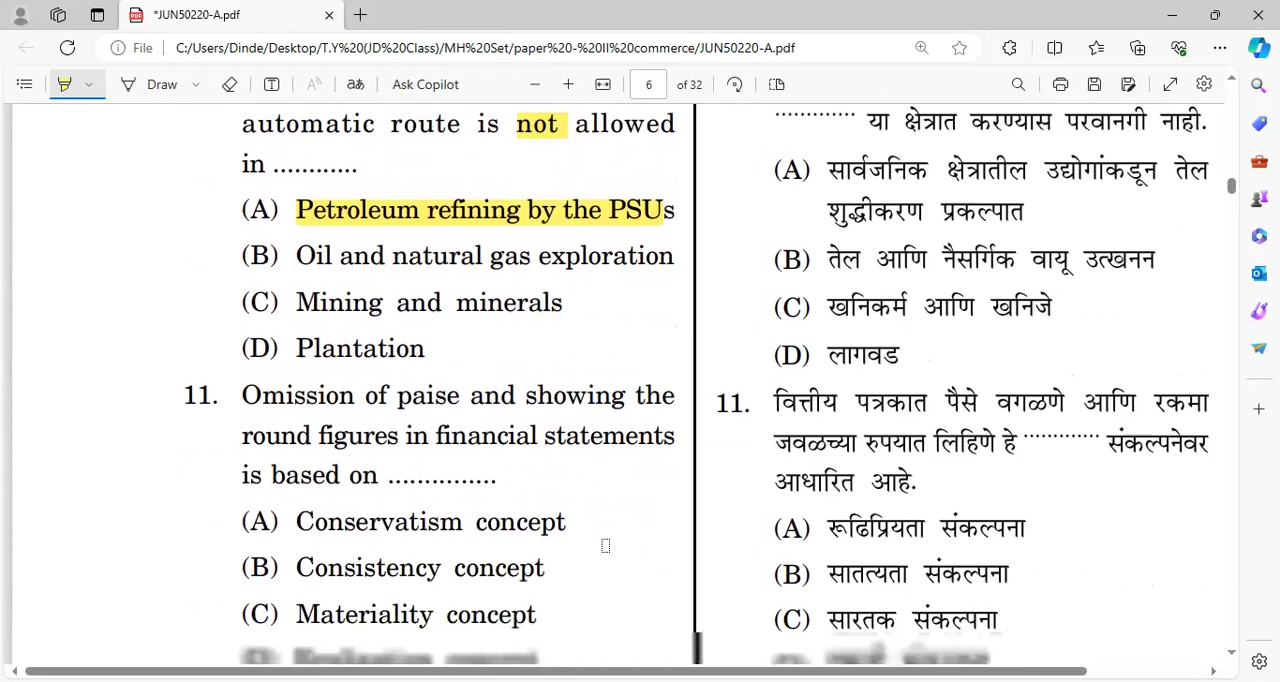 *JUN50220-A.pdf
File
C:/Users/Dinde/Desktop/T.Y%20(JD%20Class)/MH%20Set/paper%20-%20II%20commerce/JUN50220-A.pdf
Draw
aあ
Ask Copilot
6 of 32
automatic route is not allowed
in ............
(A) Petroleum refining by the PSUs
(B) Oil and natural gas exploration
(C) Mining and minerals
(D) Plantation
11. Omission of paise and showing the
round figures in financial statements
is based on ...............
(A) Conservatism concept
(B) Consistency concept
(C) Materiality concept
............ या क्षेत्रात करण्यास परवानगी नाही.
(A) सार्वजनिक क्षेत्रातील उद्योगांकडून तेल
शुद्धीकरण प्रकल्पात
(B) तेल आणि नैसर्गिक वायू उत्खनन
(C) खनिकर्म आणि खनिजे
(D) लागवड
11. वित्तीय पत्रकात पैसे वगळणे आणि रकमा
जवळच्या रुपयात लिहिणे हे ............ संकल्पनेवर
आधारित आहे.
(A) रूढिप्रियता संकल्पना
(B) सातत्यता संकल्पना
(C) सारतक संकल्पना